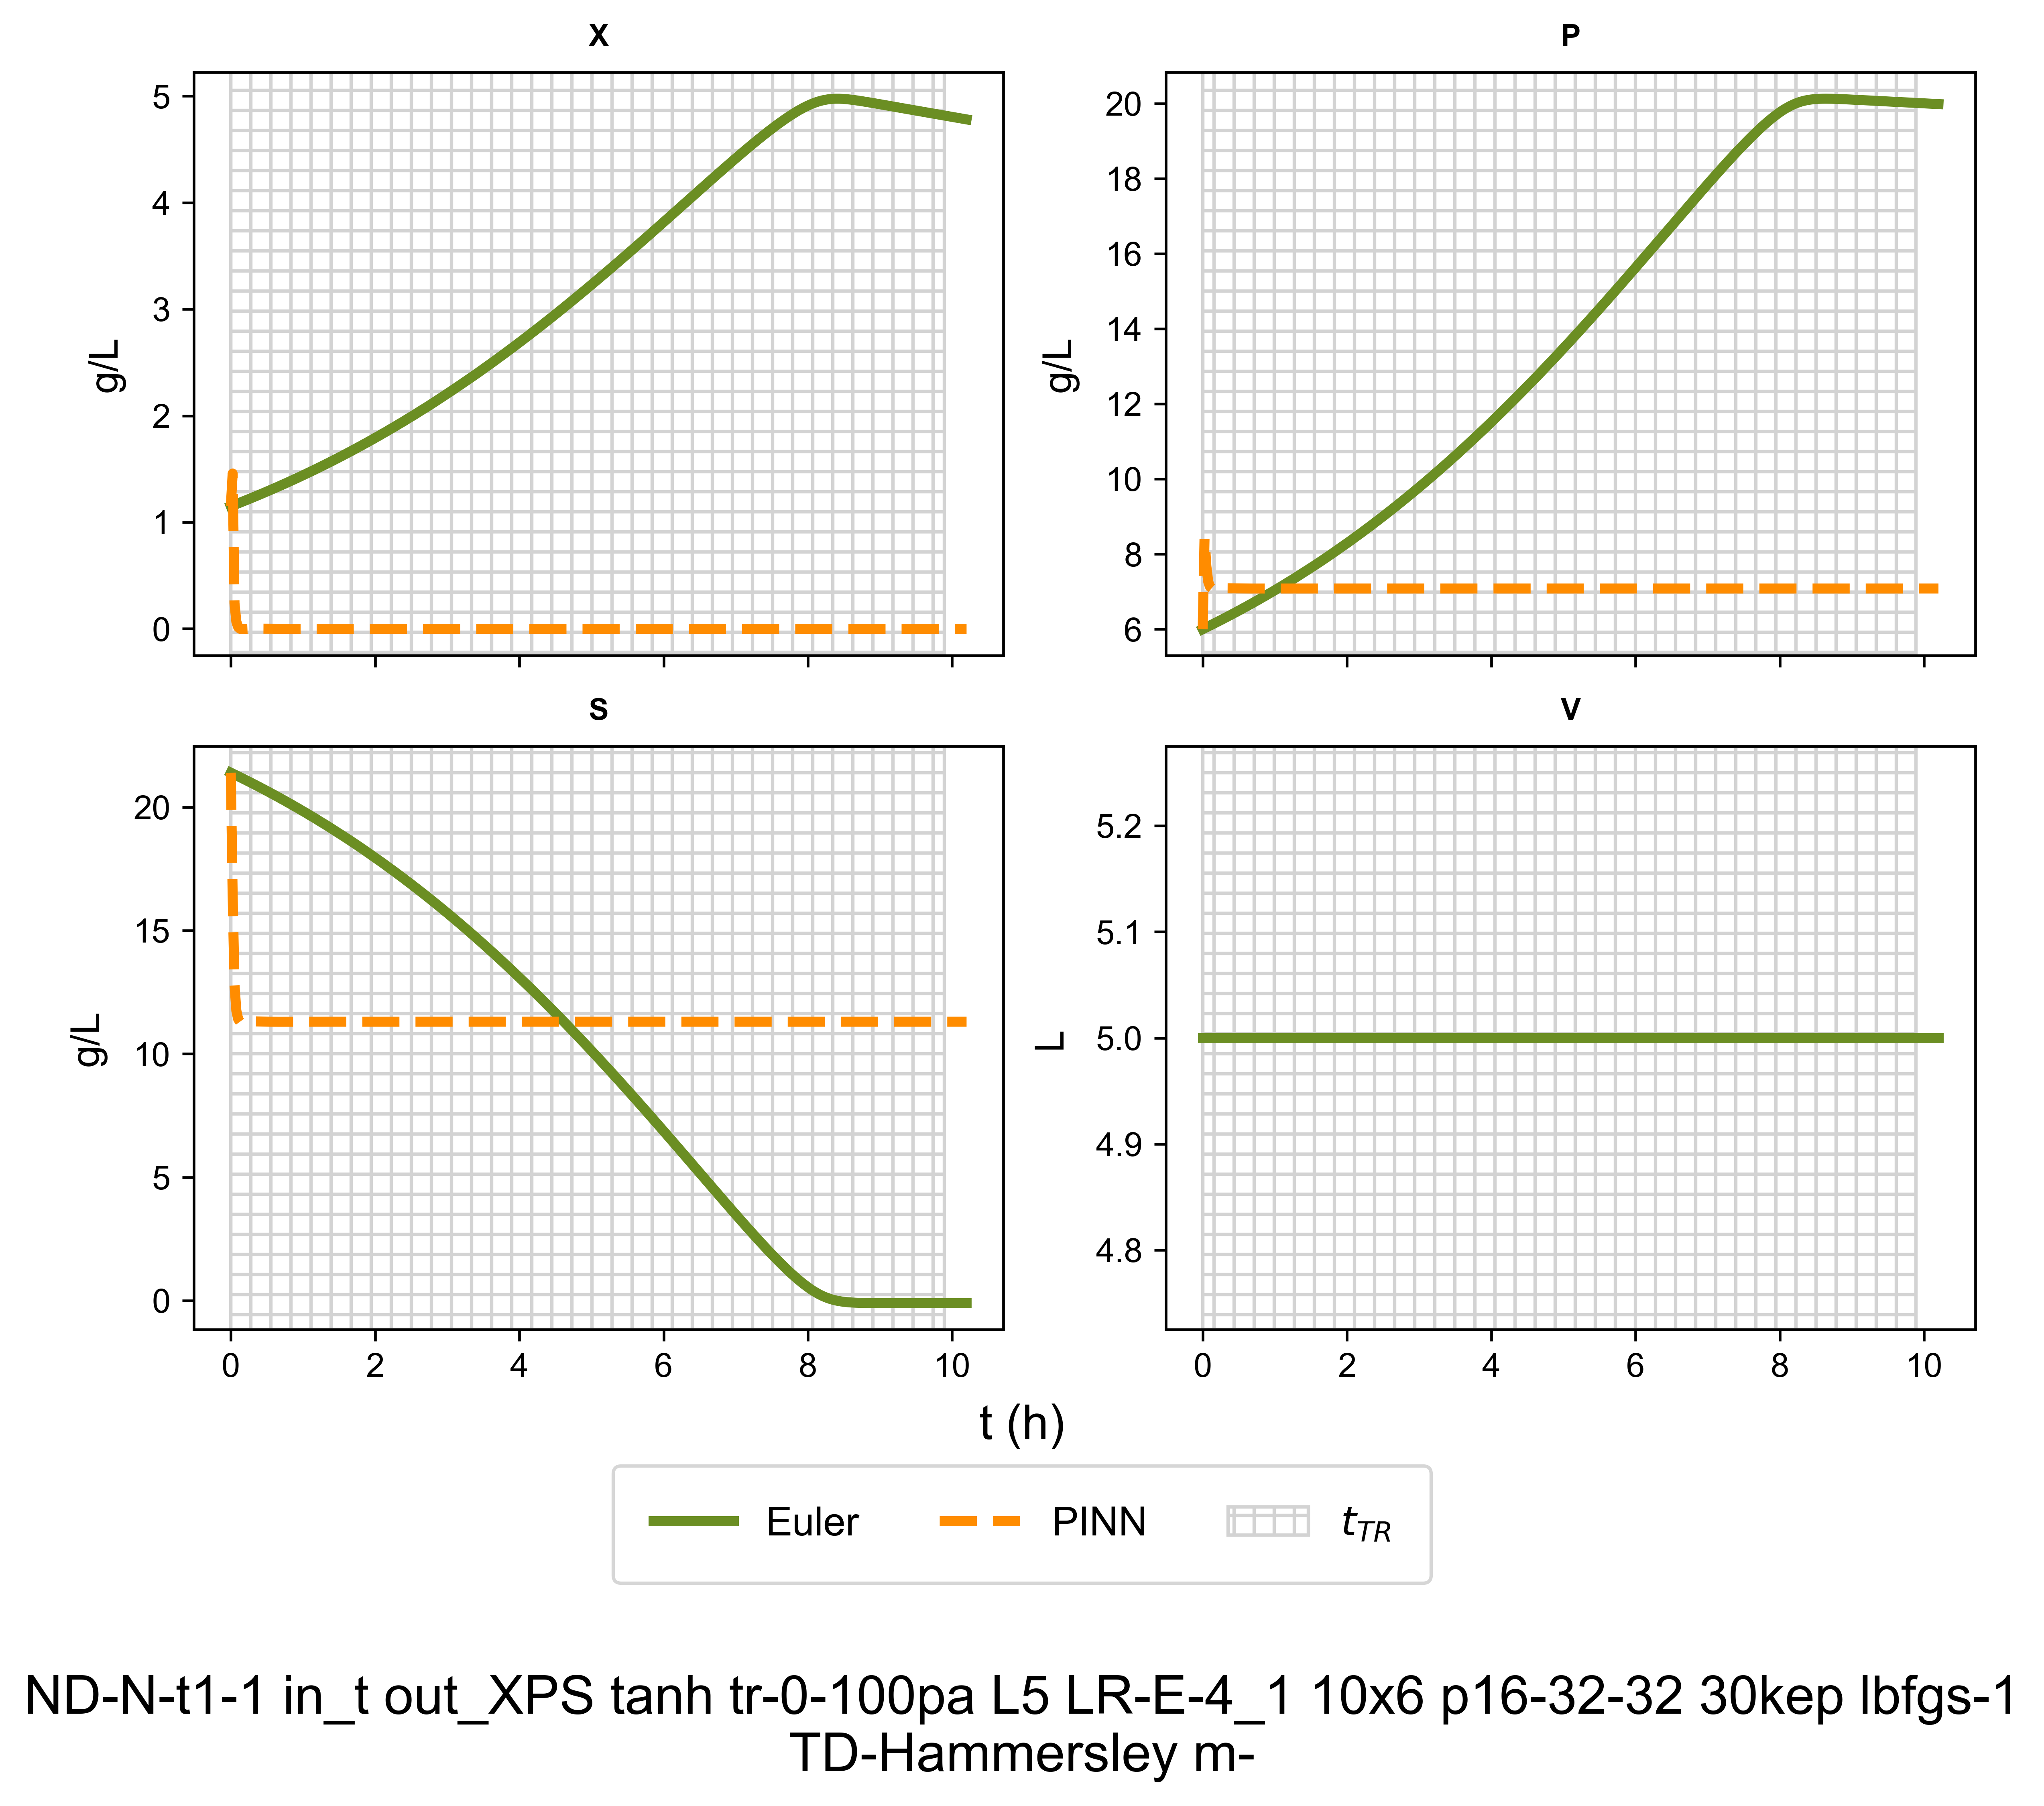 X
P
5
4
3
2
1
0
g/L
20
18
16
14
12
10
8
6
g/L
S
V
20
15
10
5
0
g/L
5.2
5.1
5.0
4.9
4.8
L
0 2 4 6 8 10
0 2 4 6 8 10
t (h)
Euler PINN t_TR
ND-N-t1-1 in_t out_XPS tanh tr-0-100pa L5 LR-E-4_1 10x6 p16-32-32 30kep lbfgs-1
TD-Hammersley m-